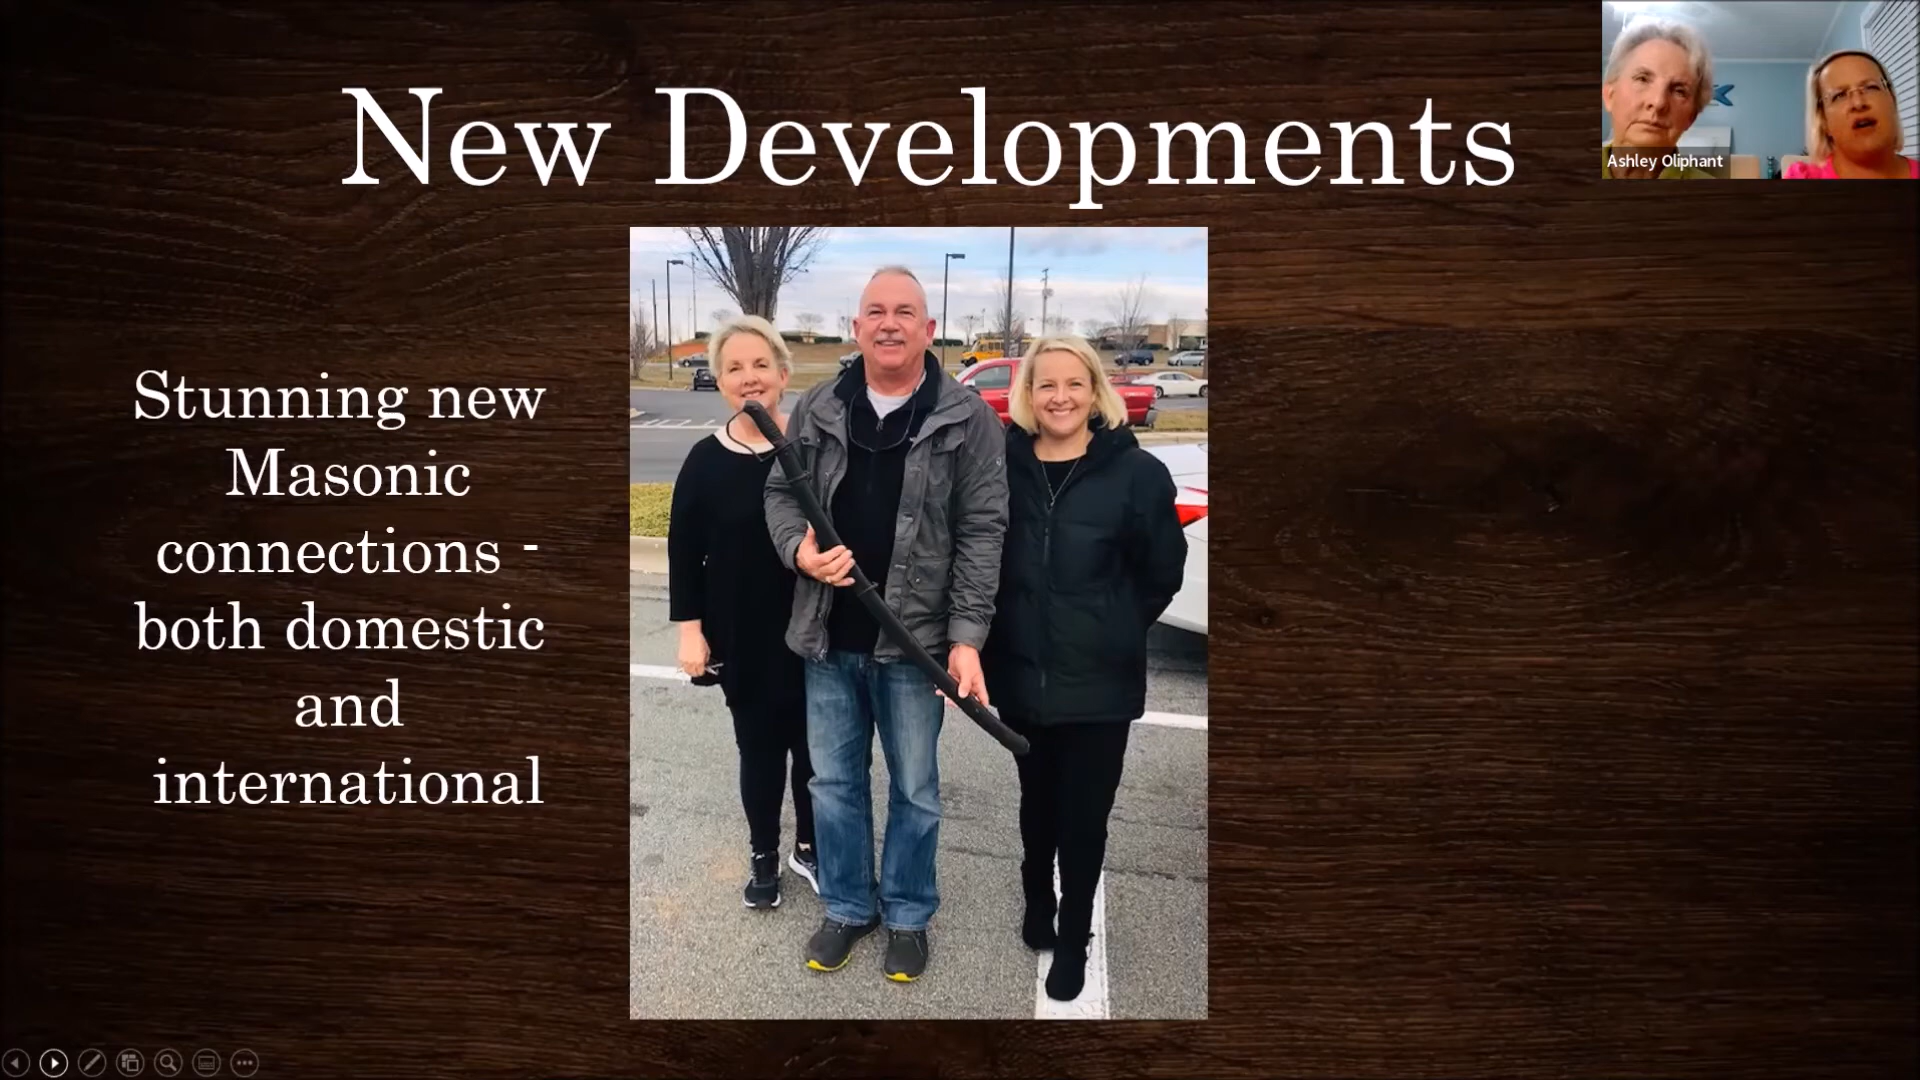 New Developments
Ashley Oliphant
Stunning new
Masonic
connections -
both domestic
and
international